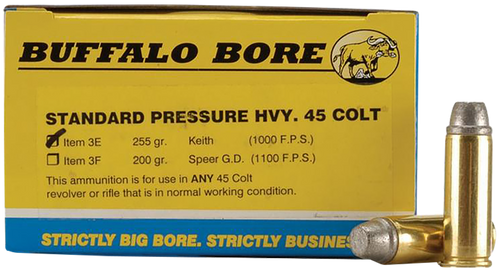 BUFFALO BORE
STANDARD PRESSURE HVY. 45 COLT
Item 3E 255 gr. Keith (1000 F.P.S.)
Item 3F 200 gr. Speer G.D. (1100 F.P.S.)
This ammunition is for use in ANY 45 Colt
revolver or rifle that is in normal working condition.
STRICTLY BIG BORE. STRICTLY BUSINES